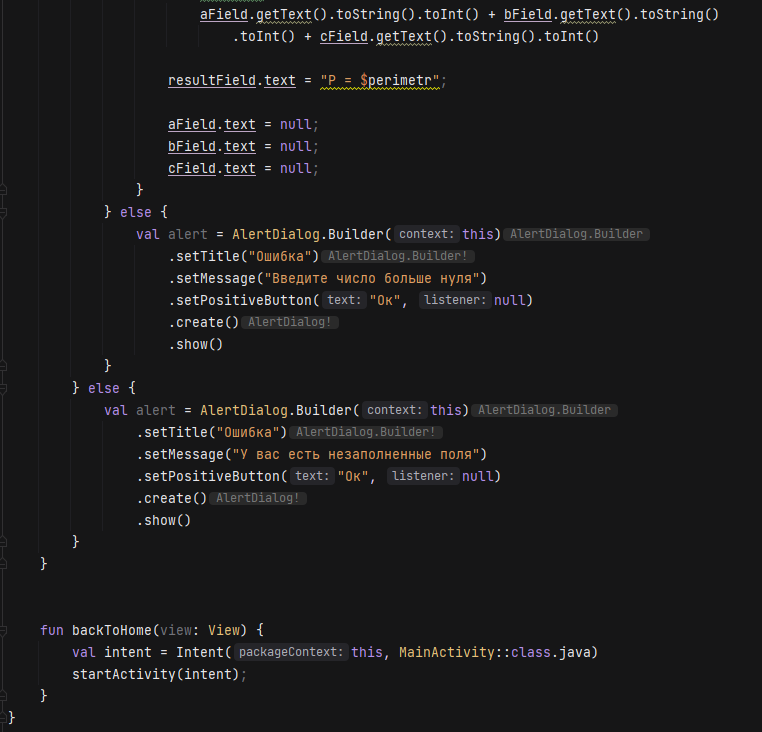 aField.getText().toString().toInt() + bField.getText().toString()
.toInt() + cField.getText().toString().toInt()
resultField.text = "P = $perimetr";
aField.text = null;
bField.text = null;
cField.text = null;
}
} else {
val alert = AlertDialog.Builder( context: this) AlertDialog.Builder
.setTitle("Ошибка") AlertDialog.Builder!
.setMessage("Введите число больше нуля")
.setPositiveButton( text: "Ок", listener: null)
.create() AlertDialog!
.show()
}
} else {
val alert = AlertDialog.Builder( context: this) AlertDialog.Builder
.setTitle("Ошибка") AlertDialog.Builder!
.setMessage("У вас есть незаполненные поля")
.setPositiveButton( text: "Ок", listener: null)
.create() AlertDialog!
.show()
}
}
fun backToHome(view: View) {
val intent = Intent( packageContext: this, MainActivity::class.java)
startActivity(intent);
}
}